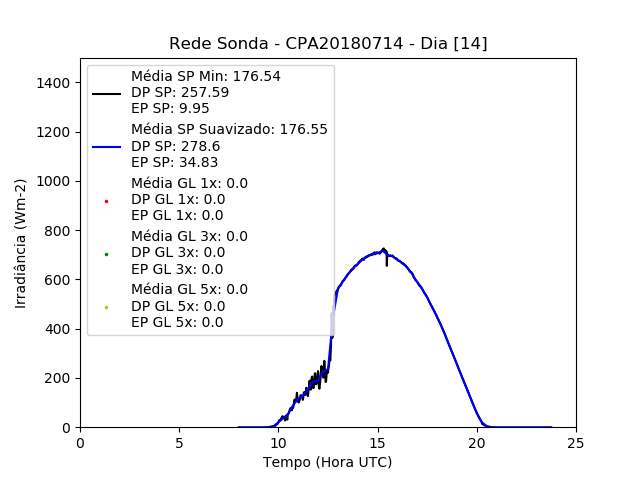 Rede Sonda - CPA20180714 - Dia [14]
Média SP Min: 176.54
DP SP: 257.59
EP SP: 9.95
Média SP Suavizado: 176.55
DP SP: 278.6
EP SP: 34.83
Média GL 1x: 0.0
DP GL 1x: 0.0
EP GL 1x: 0.0
Média GL 3x: 0.0
DP GL 3x: 0.0
EP GL 3x: 0.0
Média GL 5x: 0.0
DP GL 5x: 0.0
EP GL 5x: 0.0
Irradiância (Wm-2)
1400
1200
1000
800
600
400
200
0
0 5 10 15 20 25
Tempo (Hora UTC)